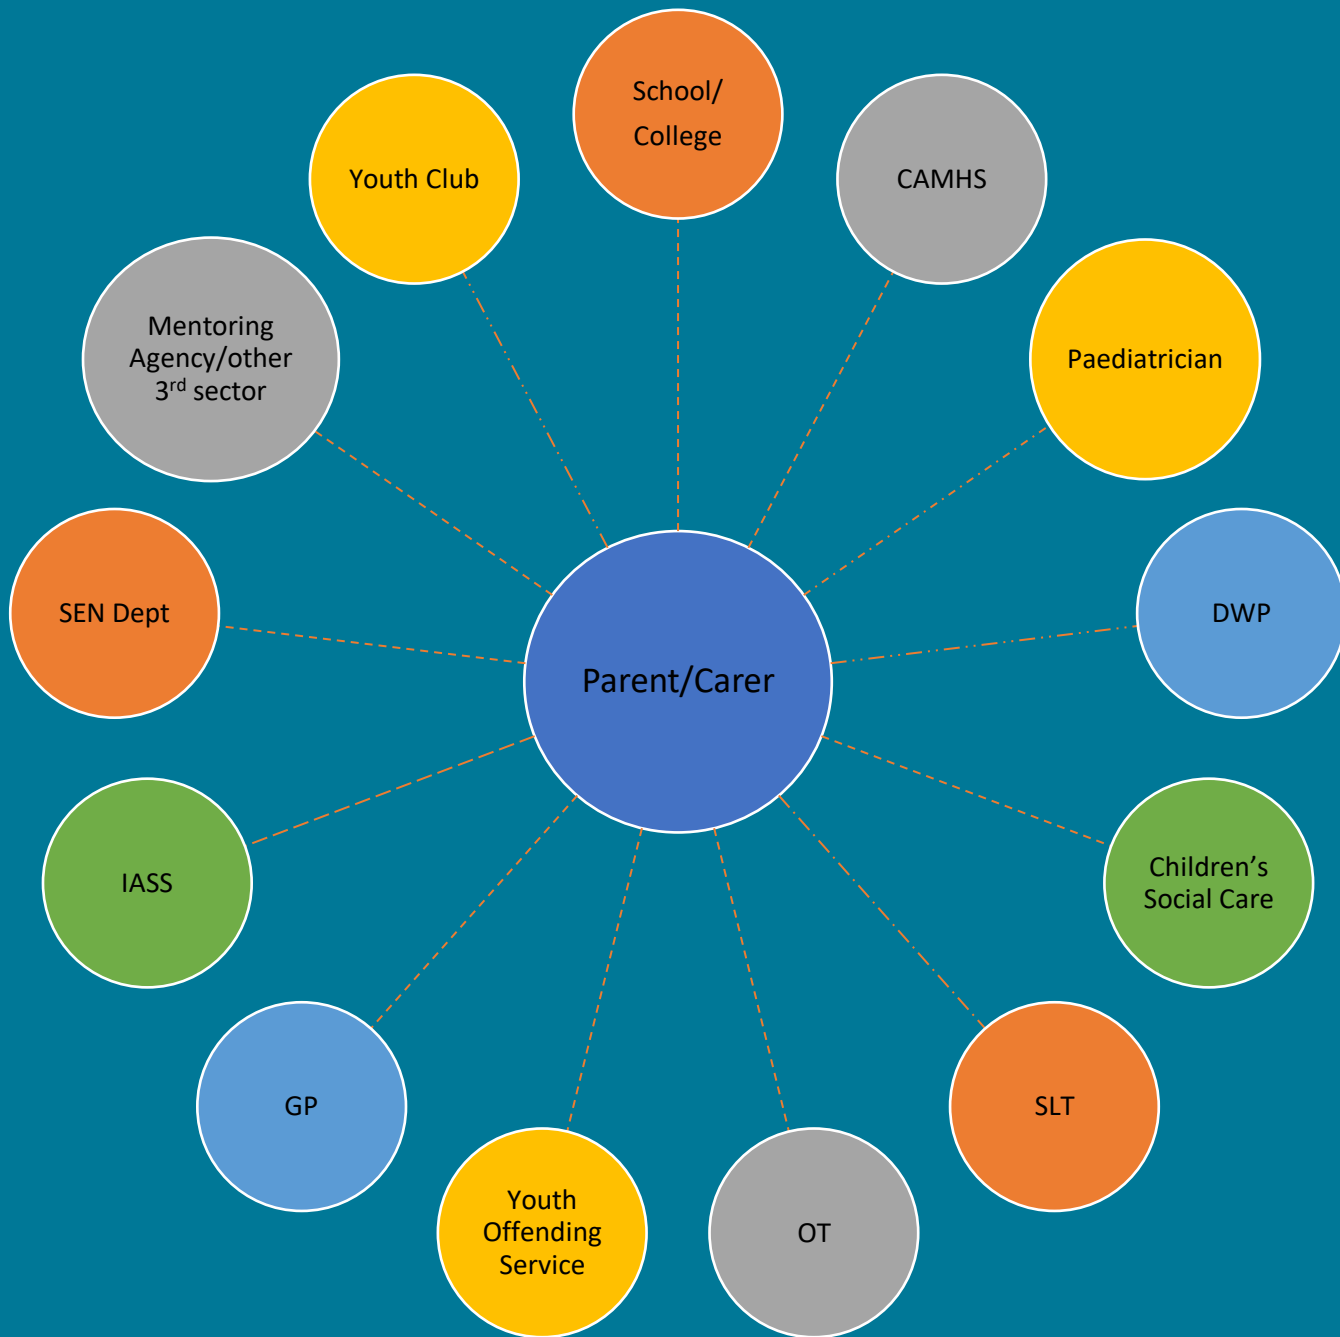 School/
College
CAMHS
Paediatrician
DWP
Children’s
Social Care
SLT
OT
Youth
Offending
Service
GP
IASS
SEN Dept
Mentoring
Agency/other
3rd sector
Youth Club
Parent/Carer